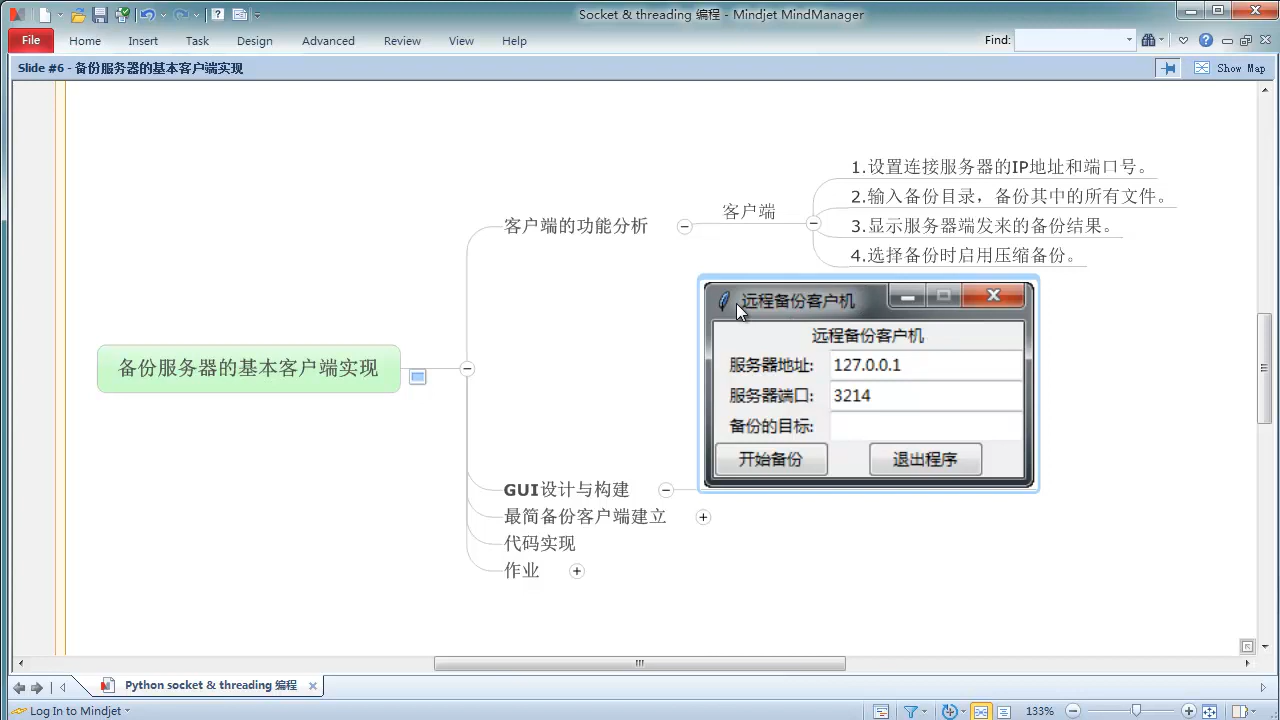 Socket & threading 编程 - Mindjet MindManager
File Home Insert Task Design Advanced Review View Help Find:
Slide #6 - 备份服务器的基本客户端实现 Show Map
1.设置连接服务器的IP地址和端口号。
2.输入备份目录，备份其中的所有文件。
3.显示服务器端发来的备份结果。
4.选择备份时启用压缩备份。
客户端
客户端的功能分析
备份服务器的基本客户端实现
远程备份客户机
远程备份客户机
服务器地址: 127.0.0.1
服务器端口: 3214
备份的目标:
开始备份 退出程序
GUI设计与构建
最简备份客户端建立
代码实现
作业
Python socket & threading 编程
Log In to Mindjet 133%